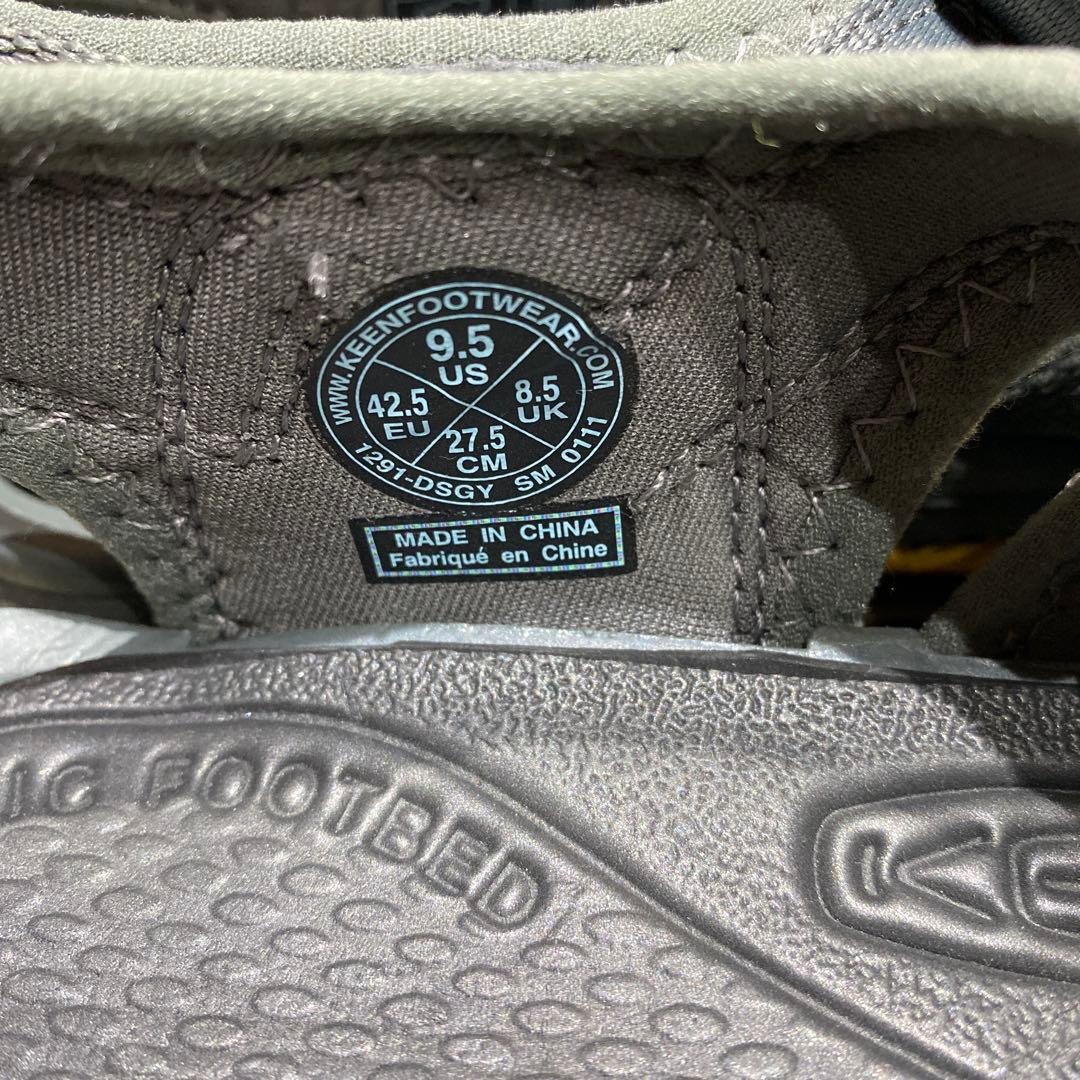 WWW.KEENFOOTWEAR.COM
9.5
US
42.5
EU
8.5
UK
27.5
CM
1291-DSGY SM 0111
MADE IN CHINA
Fabriqué en Chine
IC FOOTBED